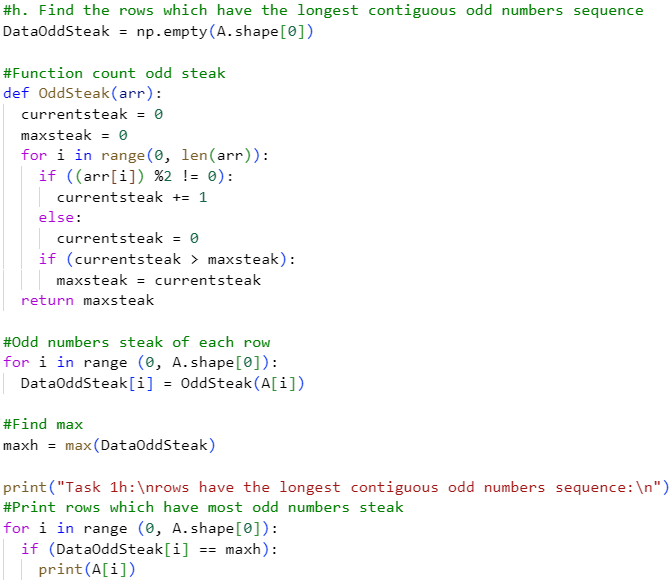 #h. Find the rows which have the longest contiguous odd numbers sequence
DataOddSteak = np.empty(A.shape[0])

#Function count odd steak
def OddSteak(arr):
  currentsteak = 0
  maxsteak = 0
  for i in range(0, len(arr)):
    if ((arr[i]) %2 != 0):
      currentsteak += 1
    else:
      currentsteak = 0
    if (currentsteak > maxsteak):
      maxsteak = currentsteak
  return maxsteak

#Odd numbers steak of each row
for i in range (0, A.shape[0]):
  DataOddSteak[i] = OddSteak(A[i])

#Find max
maxh = max(DataOddSteak)

print("Task 1h:\nrows have the longest contiguous odd numbers sequence:\n")
#Print rows which have most odd numbers steak
for i in range (0, A.shape[0]):
  if (DataOddSteak[i] == maxh):
    print(A[i])